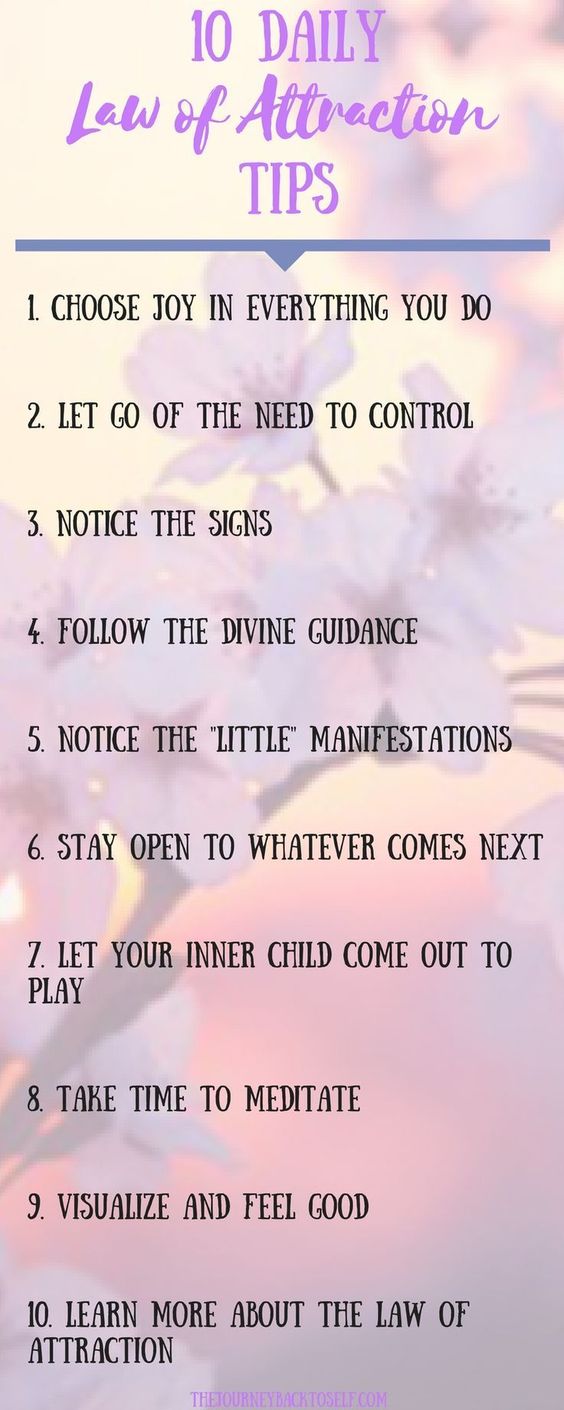 10 DAILY
Law of Attraction
TIPS
1. CHOOSE JOY IN EVERYTHING YOU DO
2. LET GO OF THE NEED TO CONTROL
3. NOTICE THE SIGNS
4. FOLLOW THE DIVINE GUIDANCE
5. NOTICE THE "LITTLE" MANIFESTATIONS
6. STAY OPEN TO WHATEVER COMES NEXT
7. LET YOUR INNER CHILD COME OUT TO
PLAY
8. TAKE TIME TO MEDITATE
9. VISUALIZE AND FEEL GOOD
10. LEARN MORE ABOUT THE LAW OF
ATTRACTION
THEJOURNEYBACKTOSELF.COM